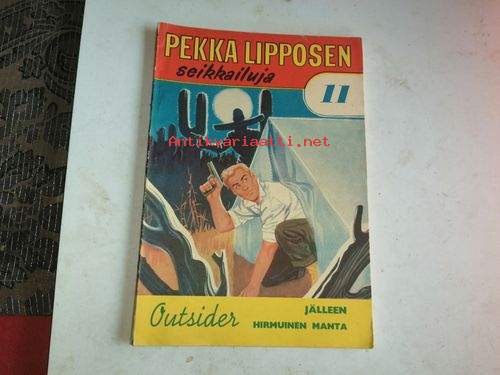 PEKKA LIPPOSEN
seikkailuja
11
Antikvariaatti.net
Outsider
JÄLLEEN
HIRMUINEN MANTA